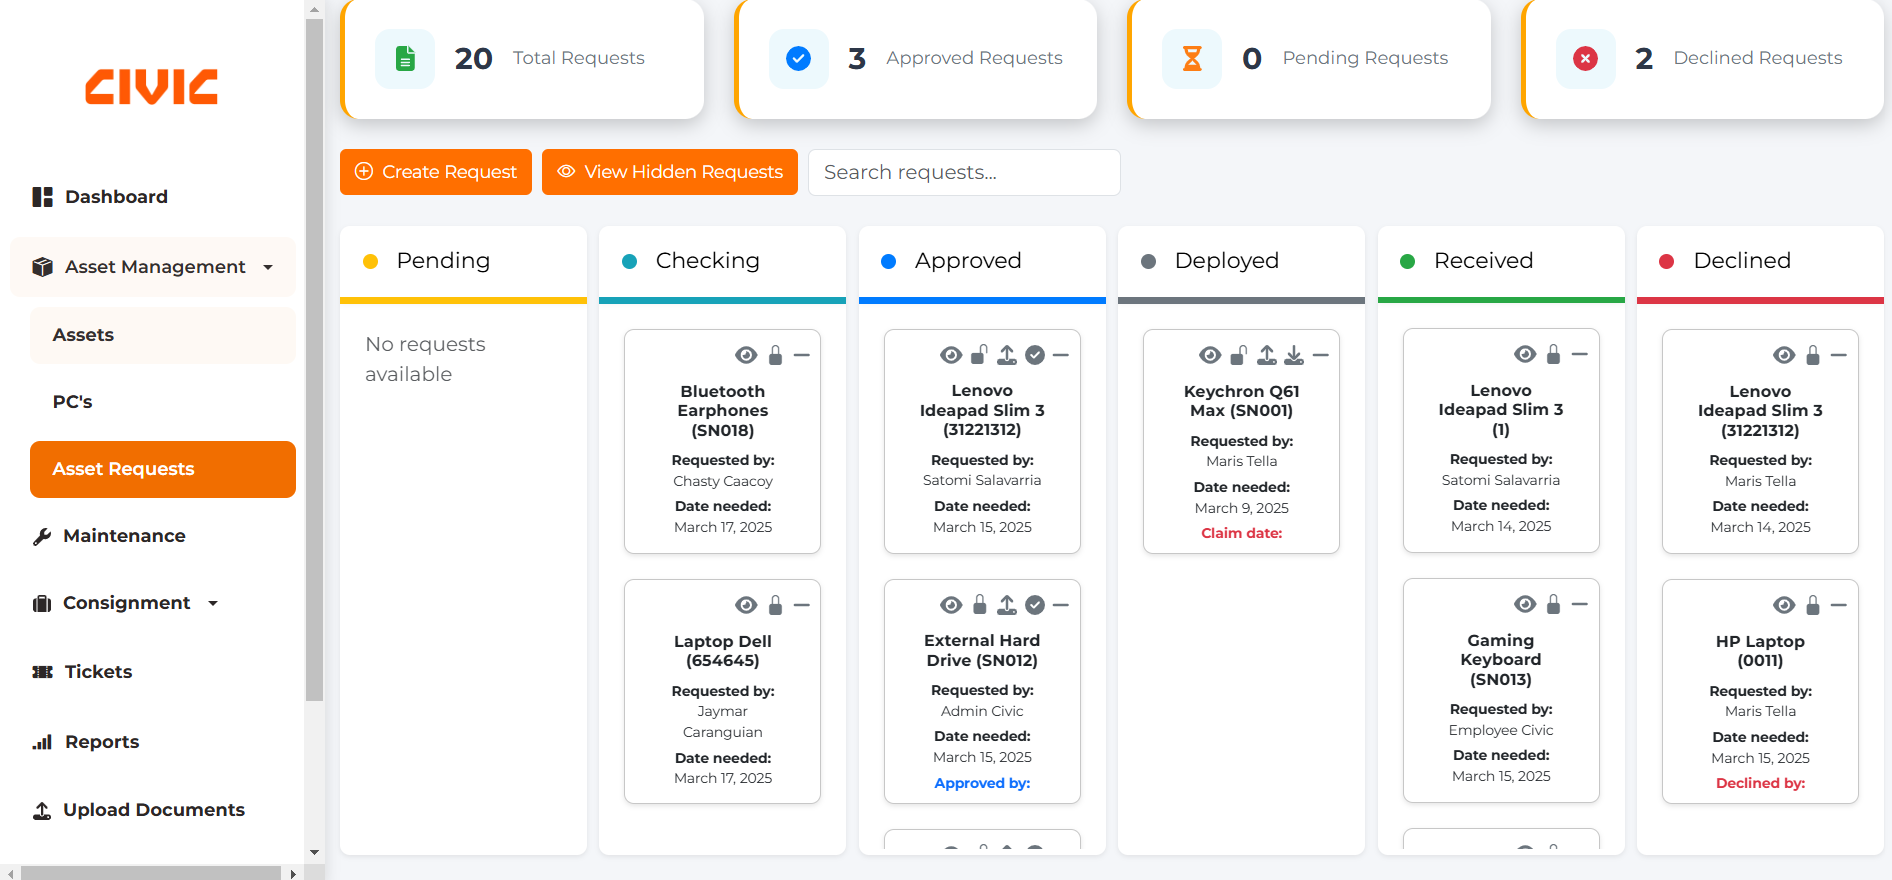 CIVIC
Dashboard
Asset Management
Assets
PC's
Asset Requests
Maintenance
Consignment
Tickets
Reports
Upload Documents
20 Total Requests
3 Approved Requests
0 Pending Requests
2 Declined Requests
Create Request
View Hidden Requests
Search requests...
Pending
No requests
available
Checking
Bluetooth
Earphones
(SN018)
Requested by:
Chasty Caacoy
Date needed:
March 17, 2025
Laptop Dell
(654645)
Requested by:
Jaymar
Caranguian
Date needed:
March 17, 2025
Approved
Lenovo
Ideapad Slim 3
(31221312)
Requested by:
Satomi Salavarria
Date needed:
March 15, 2025
External Hard
Drive (SN012)
Requested by:
Admin Civic
Date needed:
March 15, 2025
Approved by:
Deployed
Keychron Q61
Max (SN001)
Requested by:
Maris Tella
Date needed:
March 9, 2025
Claim date:
Received
Lenovo
Ideapad Slim 3
(1)
Requested by:
Satomi Salavarria
Date needed:
March 14, 2025
Gaming
Keyboard
(SN013)
Requested by:
Employee Civic
Date needed:
March 15, 2025
Declined
Lenovo
Ideapad Slim 3
(31221312)
Requested by:
Maris Tella
Date needed:
March 14, 2025
HP Laptop
(0011)
Requested by:
Maris Tella
Date needed:
March 15, 2025
Declined by: